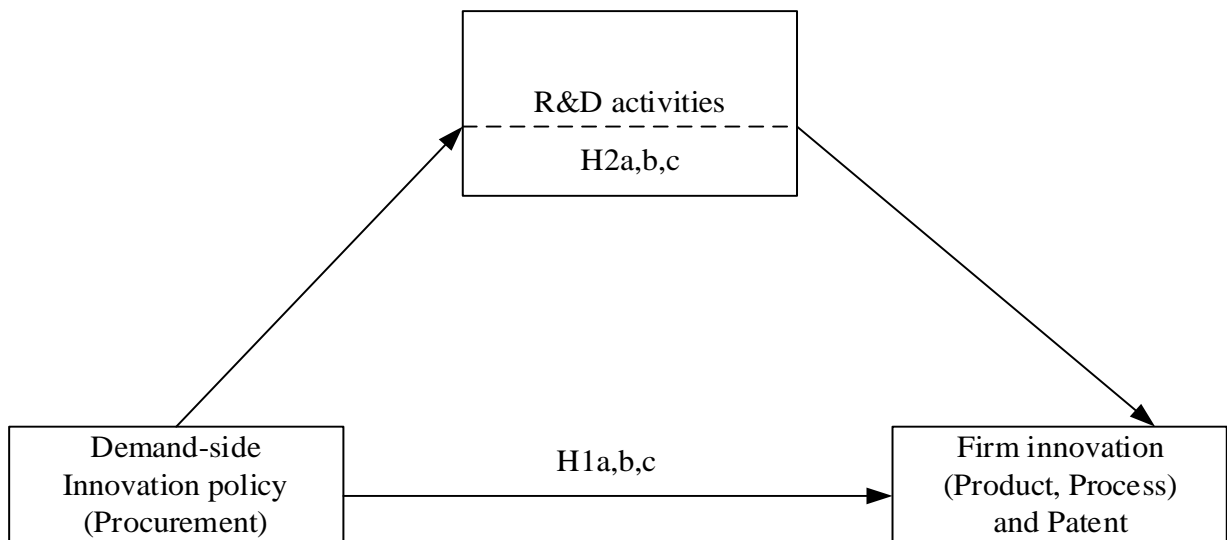 R&D activities
H2a,b,c
Demand-side
Innovation policy
(Procurement)
H1a,b,c
Firm innovation
(Product, Process)
and Patent